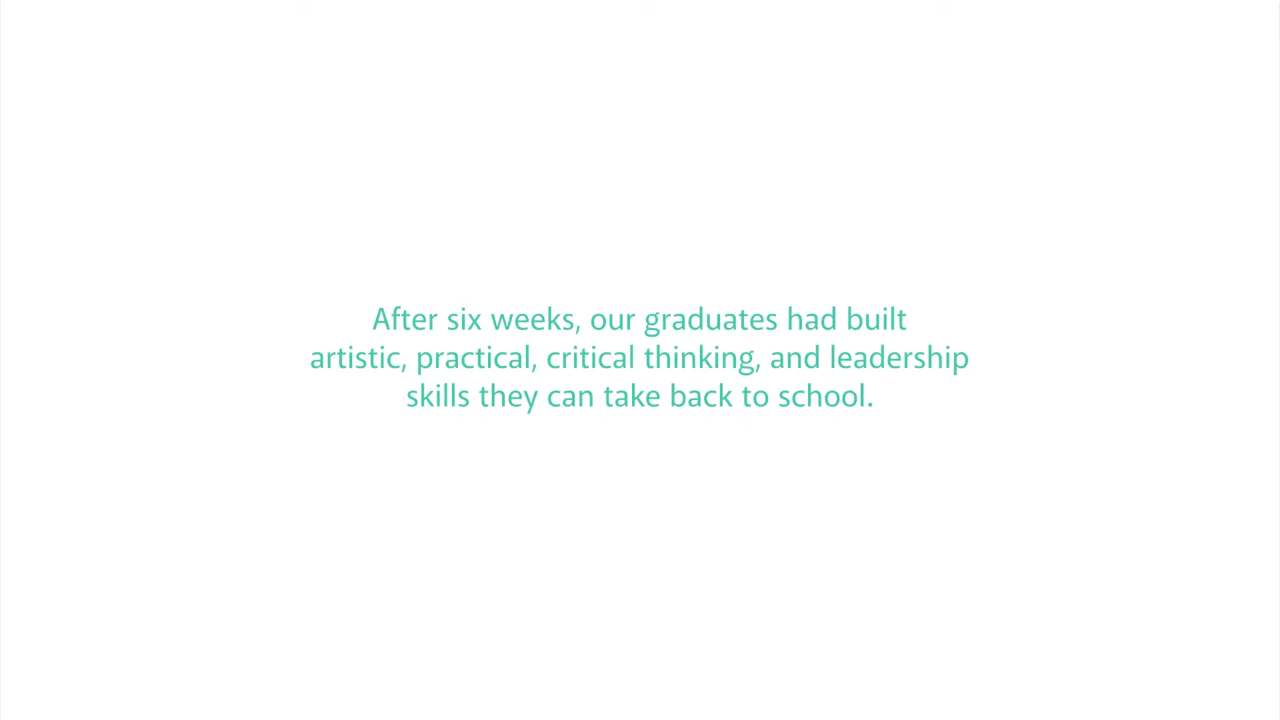 After six weeks, our graduates had built
artistic, practical, critical thinking, and leadership
skills they can take back to school.